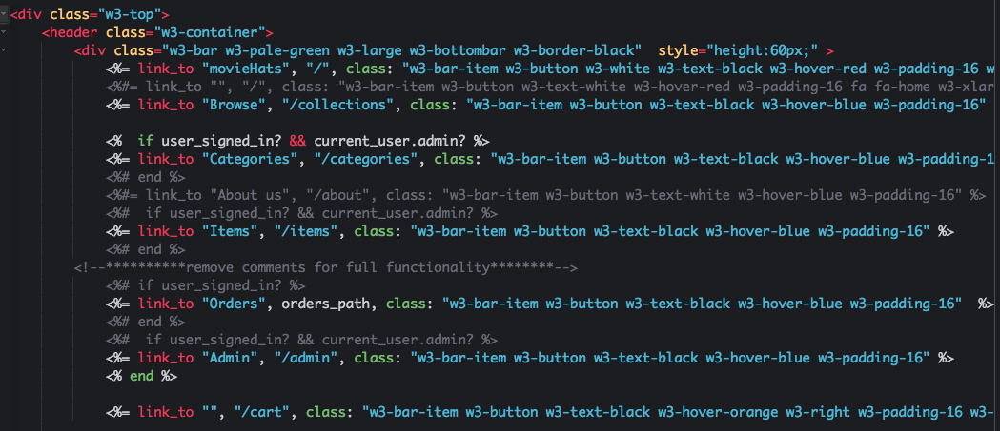 <div class="w3-top">
<header class="w3-container">
<div class="w3-bar w3-pale-green w3-large w3-bottombar w3-border-black"  style="height:60px;" >
<%= link_to "movieHats", "/", class: "w3-bar-item w3-button w3-white w3-text-black w3-hover-red w3-padding-16 w
<%#= link_to "", "/", class: "w3-bar-item w3-button w3-text-white w3-hover-red w3-padding-16 fa fa-home w3-xlar
<%= link_to "Browse", "/collections", class: "w3-bar-item w3-button w3-text-black w3-hover-blue w3-padding-16"
<%  if user_signed_in? && current_user.admin? %>
<%= link_to "Categories", "/categories", class: "w3-bar-item w3-button w3-text-black w3-hover-blue w3-padding-1
<%# end %>
<%#= link_to "About us", "/about", class: "w3-bar-item w3-button w3-text-white w3-hover-blue w3-padding-16" %>
<%#  if user_signed_in? && current_user.admin? %>
<%= link_to "Items", "/items", class: "w3-bar-item w3-button w3-text-black w3-hover-blue w3-padding-16" %>
<%# end %>
<!--**********remove comments for full functionality********-->
<%# if user_signed_in? %>
<%= link_to "Orders", orders_path, class: "w3-bar-item w3-button w3-text-black w3-hover-blue w3-padding-16"  %>
<%# end %>
<%#  if user_signed_in? && current_user.admin? %>
<%= link_to "Admin", "/admin", class: "w3-bar-item w3-button w3-text-black w3-hover-blue w3-padding-16" %>
<% end %>
<%= link_to "", "/cart", class: "w3-bar-item w3-button w3-text-black w3-hover-orange w3-right w3-padding-16 w3-